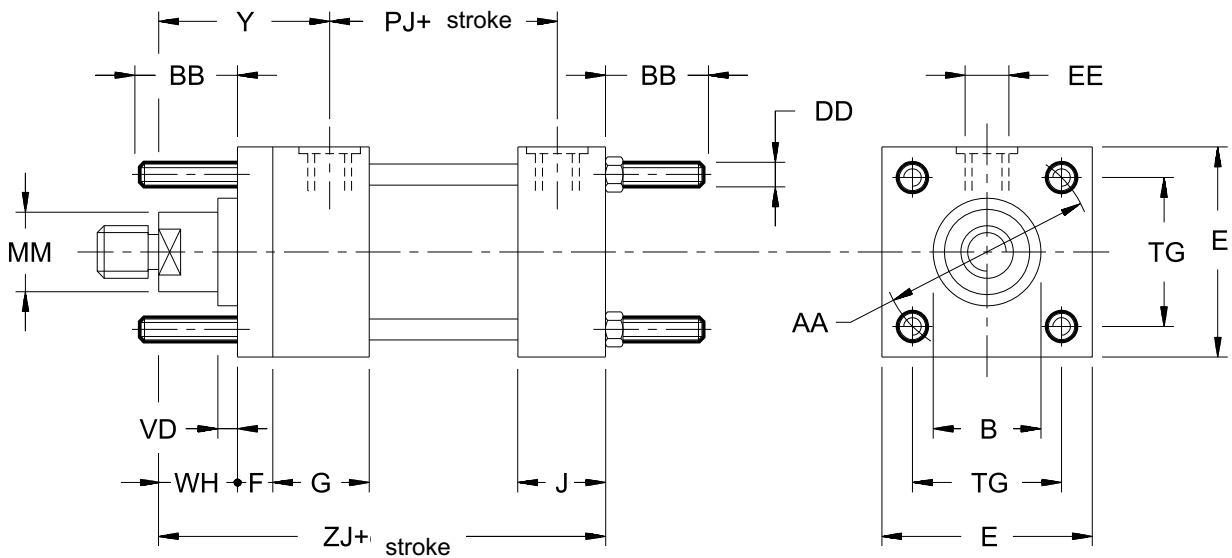 Y PJ+ stroke
BB BB EE
DD
MM TG E
AA
VD B
WH F G J TG
ZJ+ stroke E